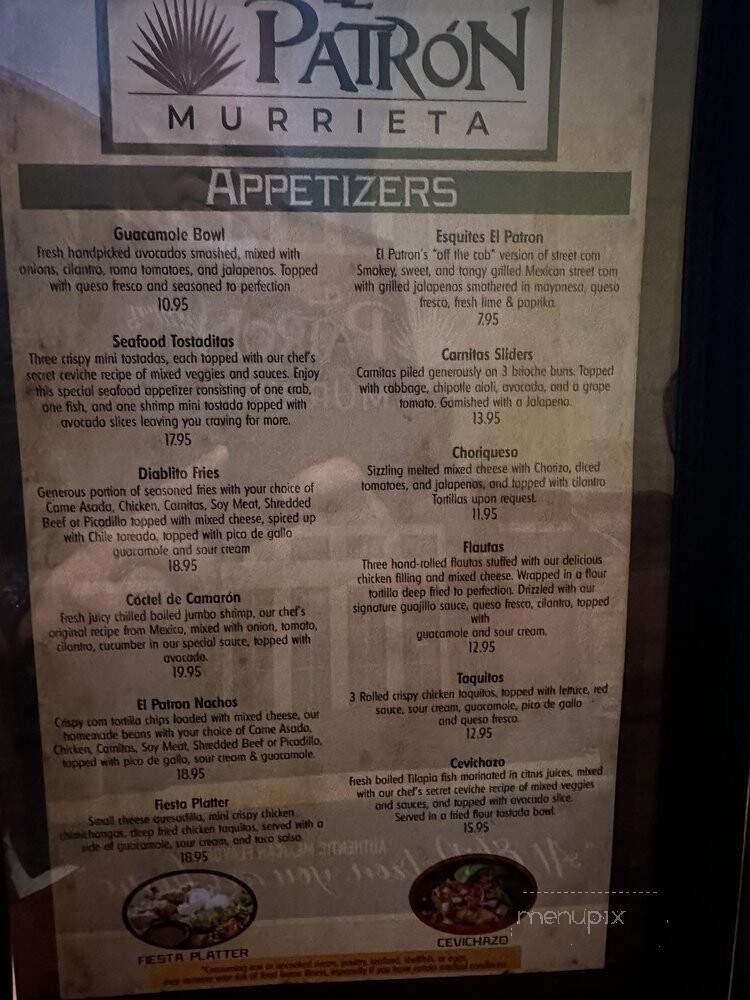 PATRÓN
MURRIETA
APPETIZERS
Guacamole Bowl
Fresh handpicked avocados smashed, mixed with
onions, cilantro, roma tomatoes, and jalapenos. Topped
with queso fresco and seasoned to perfection
10.95
Seafood Tostaditas
Three crispy mini tostadas, each topped with our chef's
secret ceviche recipe of mixed veggies and sauces. Enjoy
this special seafood appetizer consisting of one crab,
one fish, and one shrimp mini tostada topped with
avocado slices leaving you craving for more.
17.95
Diablito Fries
Generous portion of seasoned fries with your choice of
Carne Asada, Chicken, Carnitas, Soy Meat, Shredded
Beef or Picadillo topped with mixed cheese, spiced up
with Chile toreado, topped with pico de gallo
guacamole and sour cream
18.95
Cóctel de Camarón
Fresh juicy chilled boiled jumbo shrimp, our chef's
original recipe from Mexico, mixed with onion, tomato,
cilantro, cucumber in our special sauce, topped with
avocado.
19.95
El Patron Nachos
Crispy corn tortilla chips loaded with mixed cheese, our
homemade beans with your choice of Carne Asada,
Chicken, Carnitas, Soy Meat, Shredded Beef or Picadillo,
topped with pico de gallo, sour cream & guacamole.
18.95
Fiesta Platter
Small cheese quesadilla, mini crispy chicken
chimichangas, deep fried chicken taquitos, served with a
side of guacamole, sour cream, and taco salsa.
18.95
FIESTA PLATTER
Esquites El Patron
El Patron's "off the cob" version of street corn
Smokey, sweet, and tangy grilled Mexican street corn
with grilled jalapenos smothered in mayonesa, queso
fresco, fresh lime & paprika.
7.95
Carnitas Sliders
Carnitas piled generously on 3 brioche buns. Topped
with cabbage, chipotle aioli, avocado, and a grape
tomato. Garnished with a Jalapeno.
13.95
Choriqueso
Sizzling melted mixed cheese with Chorizo, diced
tomatoes, and jalapenos, and topped with cilantro
Tortillas upon request.
11.95
Flautas
Three hand-rolled flautas stuffed with our delicious
chicken filling and mixed cheese. Wrapped in a flour
tortilla deep fried to perfection. Drizzled with our
signature guajillo sauce, queso fresco, cilantro, topped
with
guacamole and sour cream.
12.95
Taquitos
3 Rolled crispy chicken taquitos, topped with lettuce, red
sauce, sour cream, guacamole, pico de gallo
and queso fresco.
12.95
Cevichazo
Fresh boiled Tilapia fish marinated in citrus juices, mixed
with our chef's secret ceviche recipe of mixed veggies
and sauces, and topped with avocado slice.
Served in a fried flour tostada bowl.
15.95
CEVICHAZO
menupix